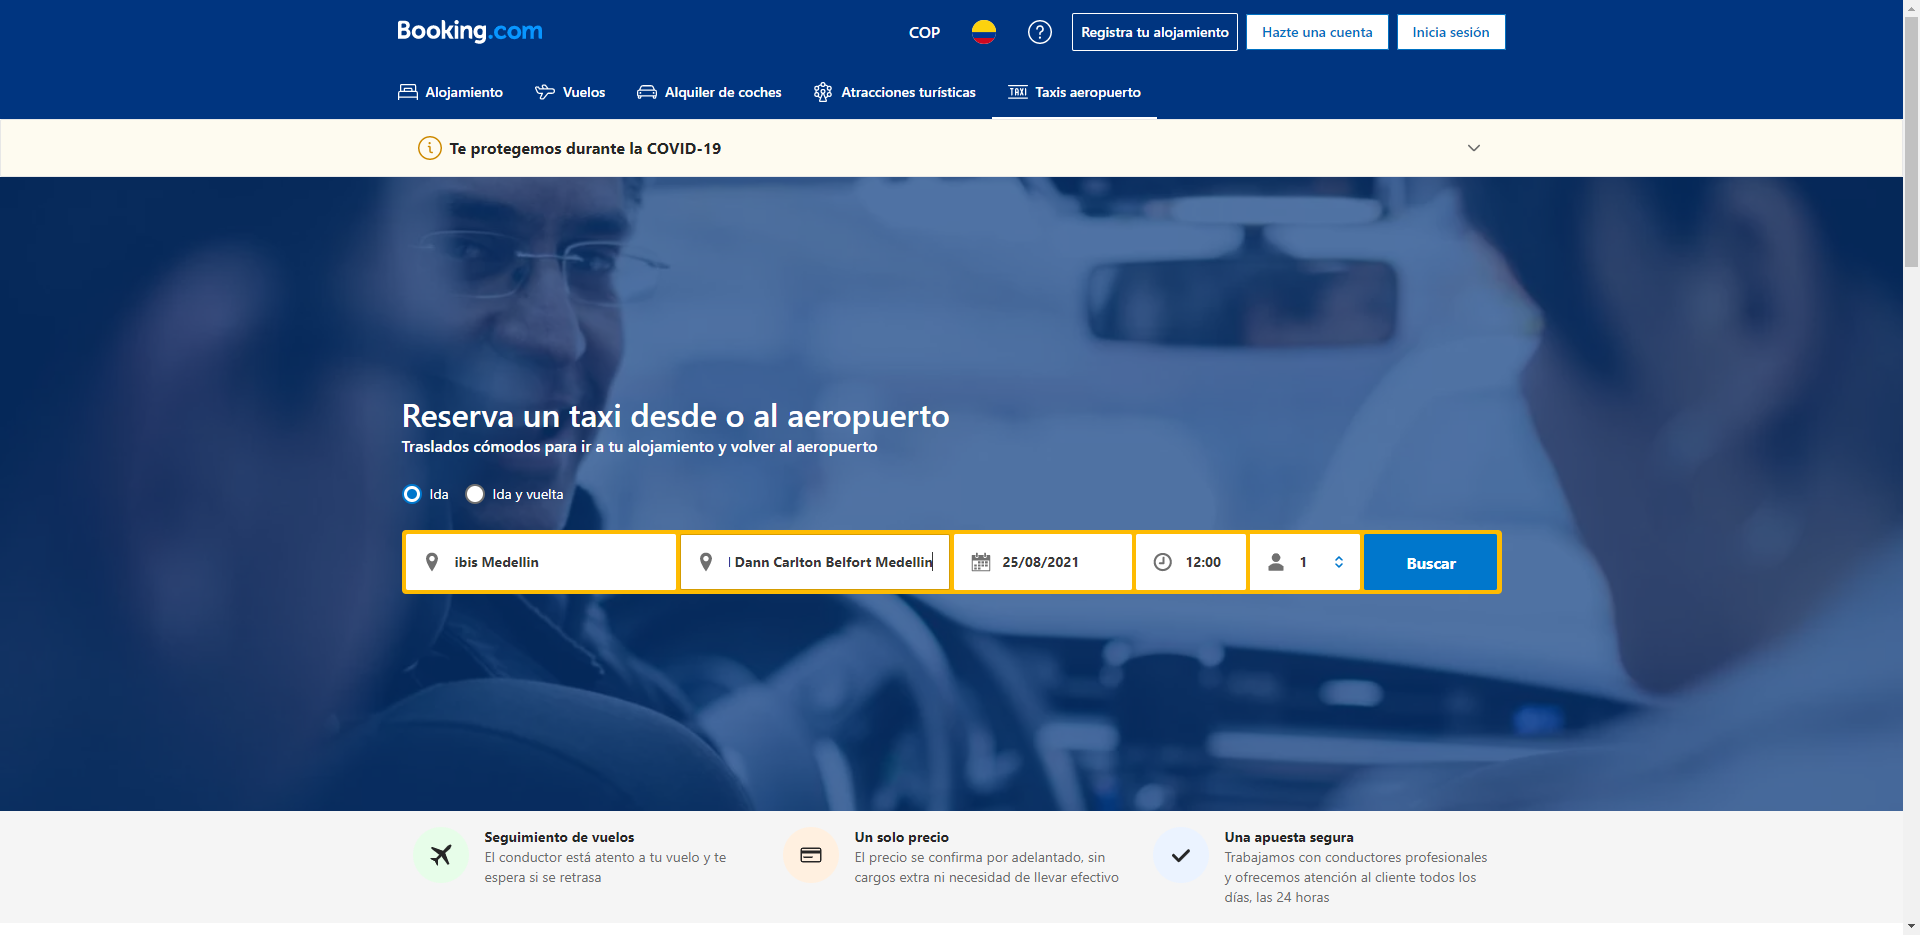 Booking.com
COP
Registra tu alojamiento
Hazte una cuenta
Inicia sesión
Alojamiento
Vuelos
Alquiler de coches
Atracciones turísticas
TAXI
Taxis aeropuerto
Te protegemos durante la COVID-19
Reserva un taxi desde o al aeropuerto
Traslados cómodos para ir a tu alojamiento y volver al aeropuerto
Ida
Ida y vuelta
ibis Medellin
Dann Carlton Belfort Medellin
25/08/2021
12:00
1
Buscar
Seguimiento de vuelos
El conductor está atento a tu vuelo y te
espera si se retrasa
Un solo precio
El precio se confirma por adelantado, sin
cargos extra ni necesidad de llevar efectivo
Una apuesta segura
Trabajamos con conductores profesionales
y ofrecemos atención al cliente todos los
días, las 24 horas